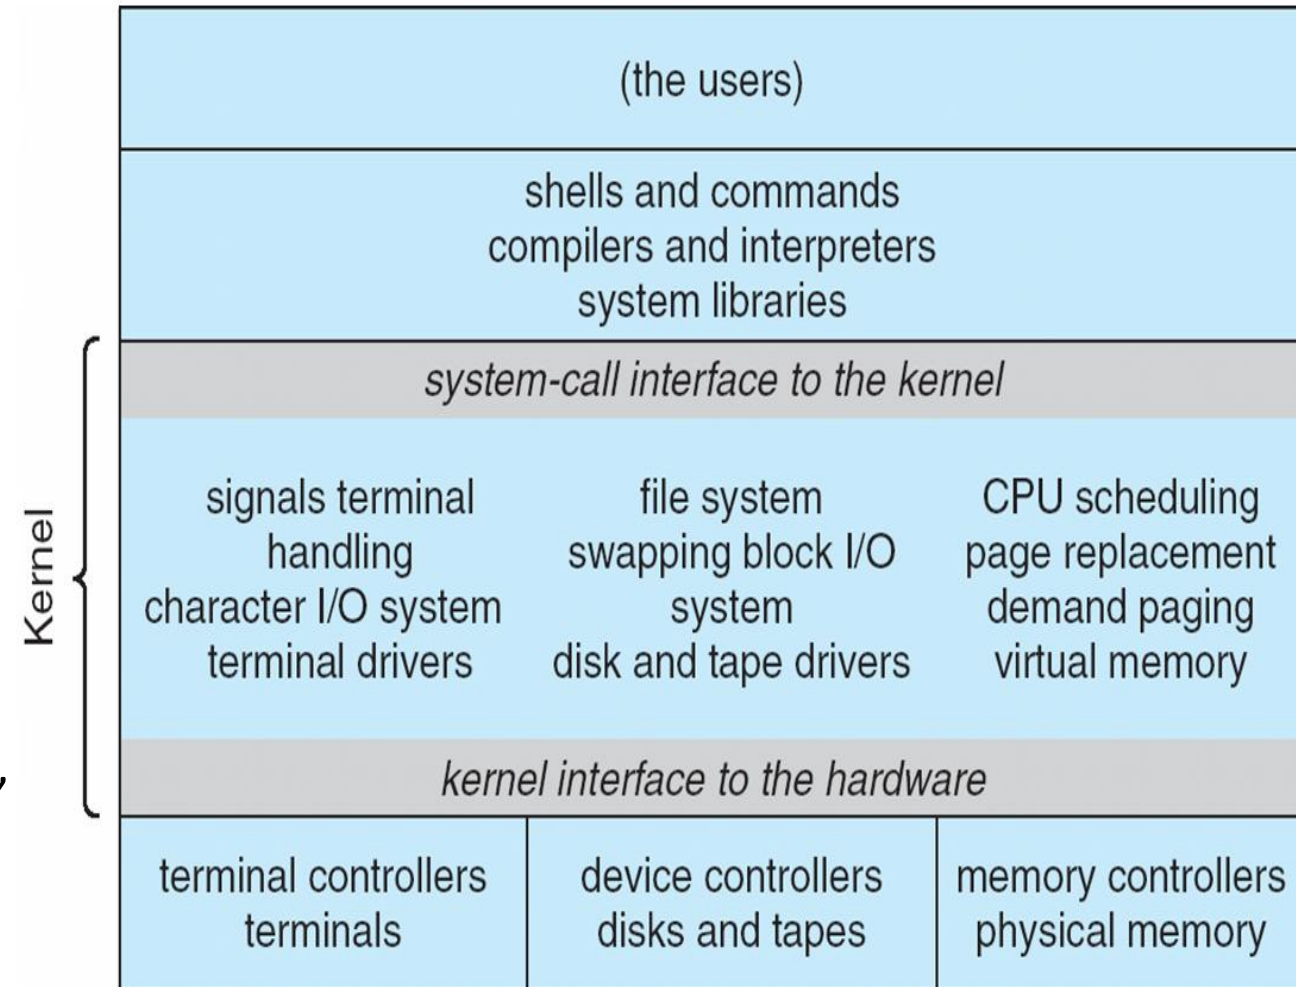 (the users)
shells and commands
compilers and interpreters
system libraries
Kernel
system-call interface to the kernel
signals terminal
handling
character I/O system
terminal drivers
file system
swapping block I/O
system
disk and tape drivers
CPU scheduling
page replacement
demand paging
virtual memory
kernel interface to the hardware
,
terminal controllers
terminals
device controllers
disks and tapes
memory controllers
physical memory